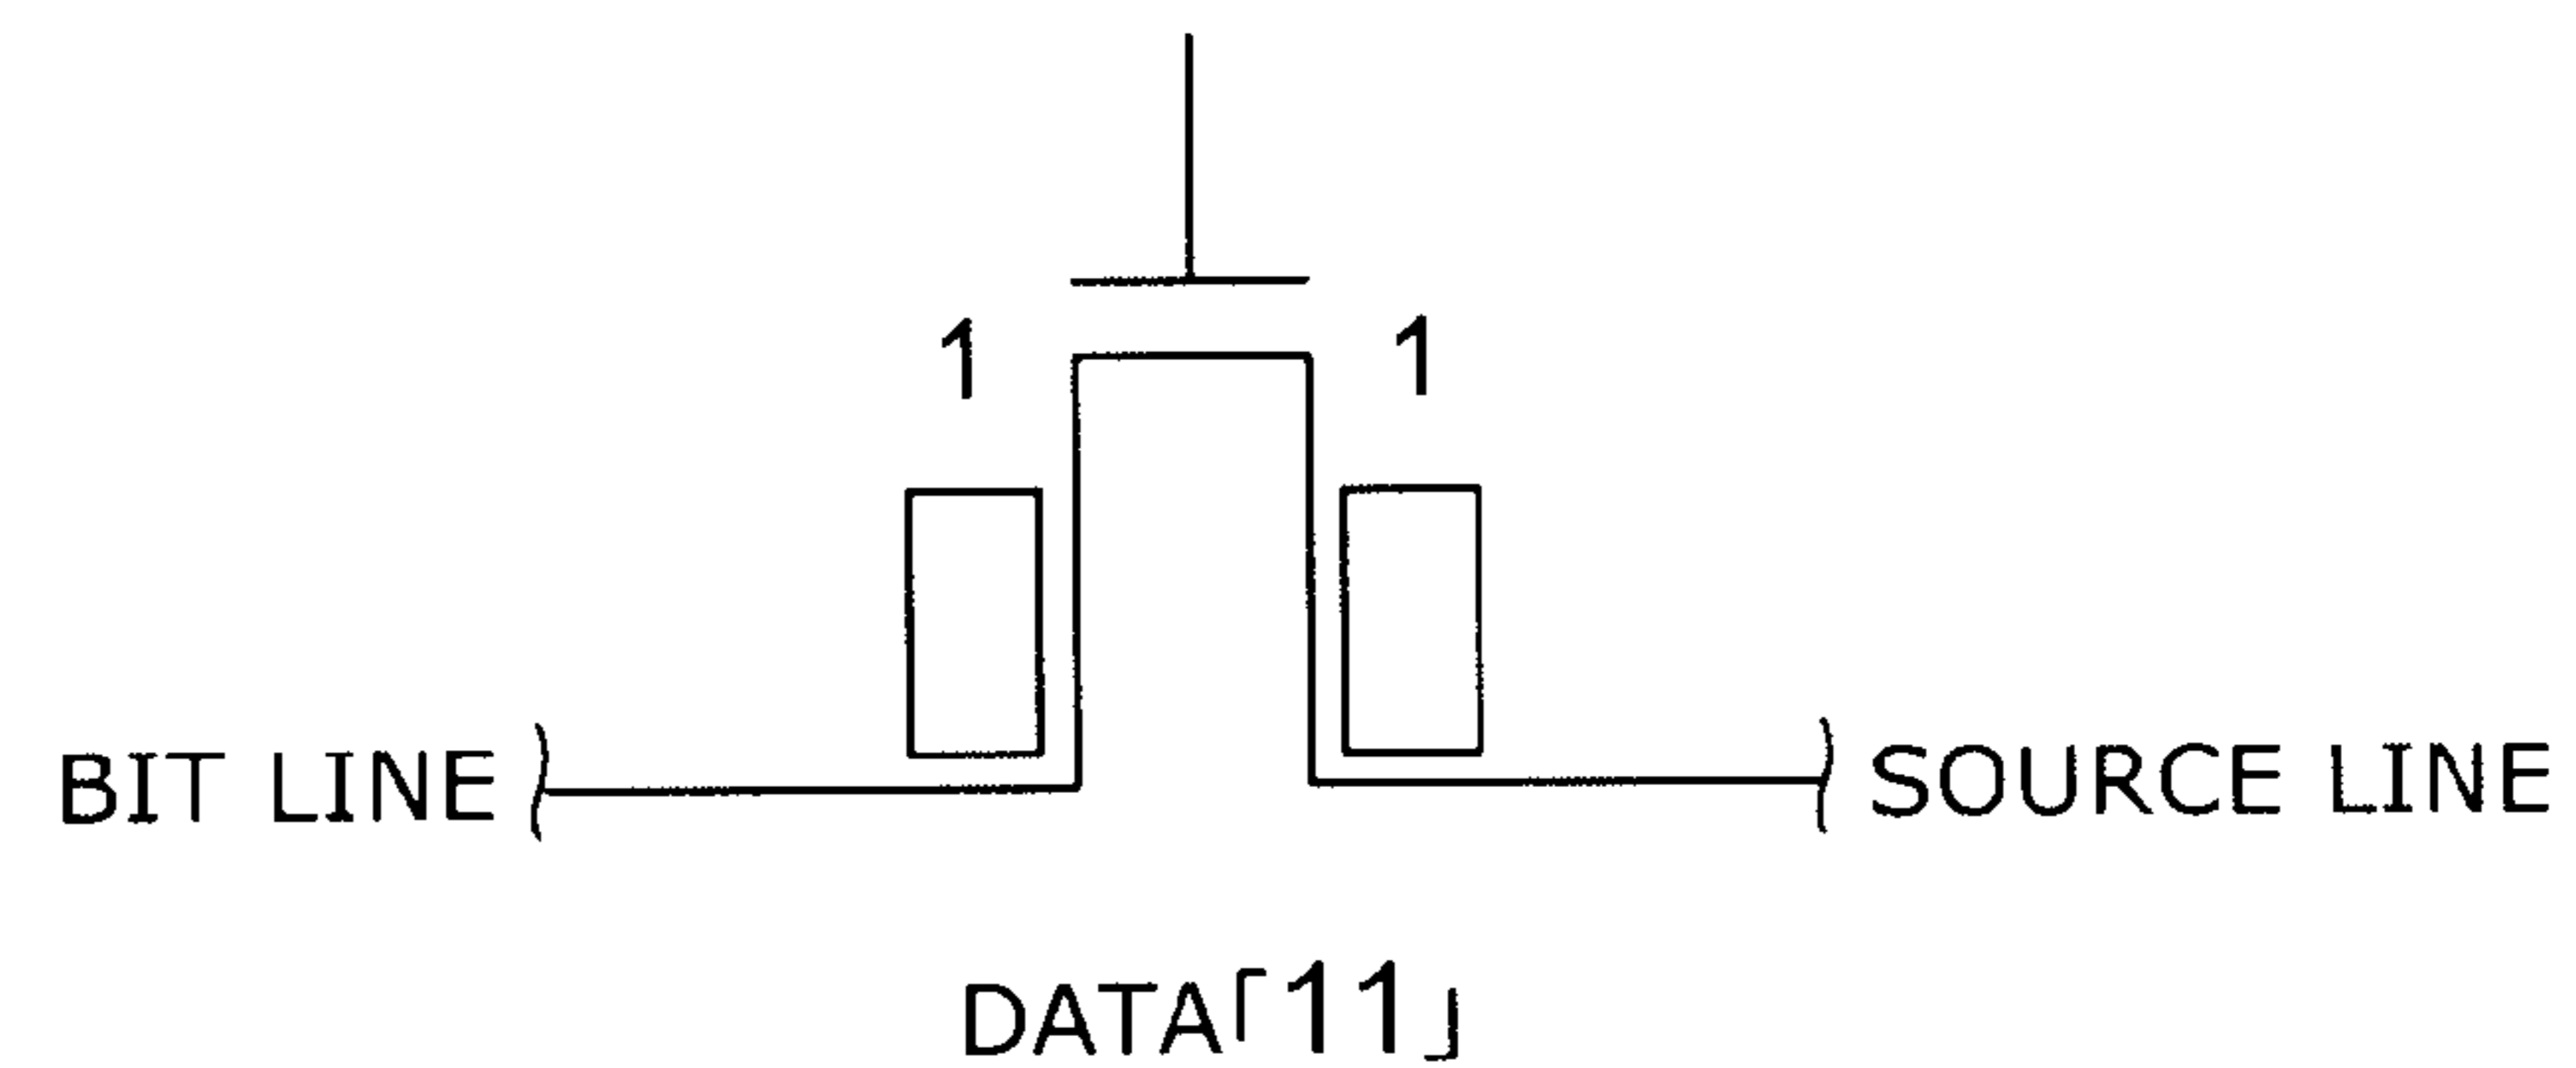 1 1
BIT LINE SOURCE LINE
DATA「11」